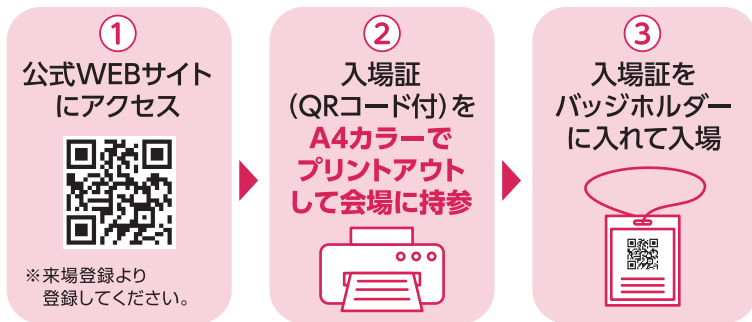 ①
公式WEBサイト
にアクセス
※来場登録より
登録してください。
②
入場証
（QRコード付）を
A4カラーで
プリントアウト
して会場に持参
③
入場証を
バッジホルダー
に入れて入場